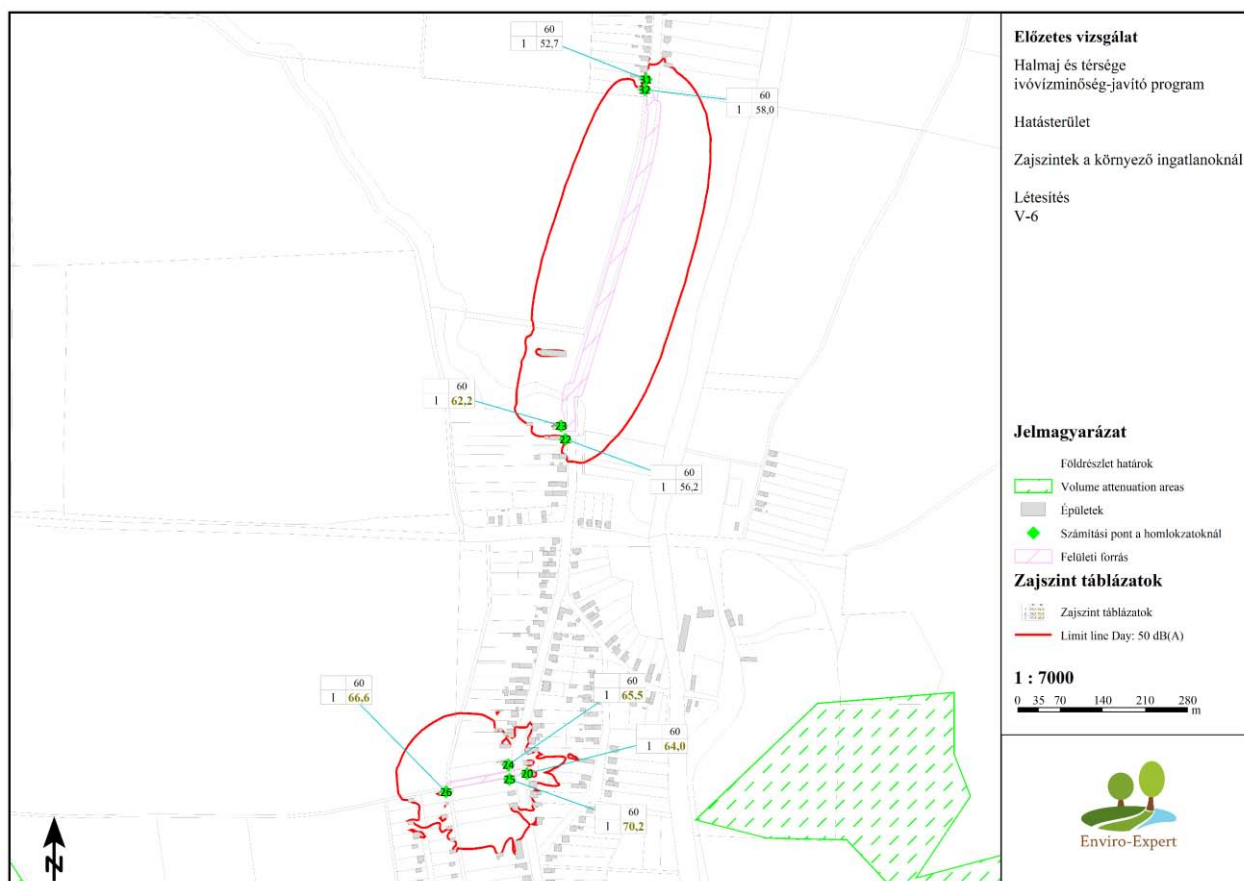 60
1 52,7
31
32
60
1 58,0
60
1 62,2
23
22
60
1 56,2
60
1 66,6
60
1 65,5
60
1 64,0
24
20
25
26
60
1 70,2
N
Előzetes vizsgálat
Halmaj és térsége
ivóvízminőség-javító program
Hatásterület
Zajszintek a környező ingatlanoknál
Létesítés
V-6
Jelmagyarázat
Földrészlet határok
Volume attenuation areas
Épületek
Számítási pont a homlokzatoknál
Felületi forrás
Zajszint táblázatok
Zajszint táblázatok
Limit line Day: 50 dB(A)
1 : 7000
0 35 70 140 210 280
m
Enviro-Expert